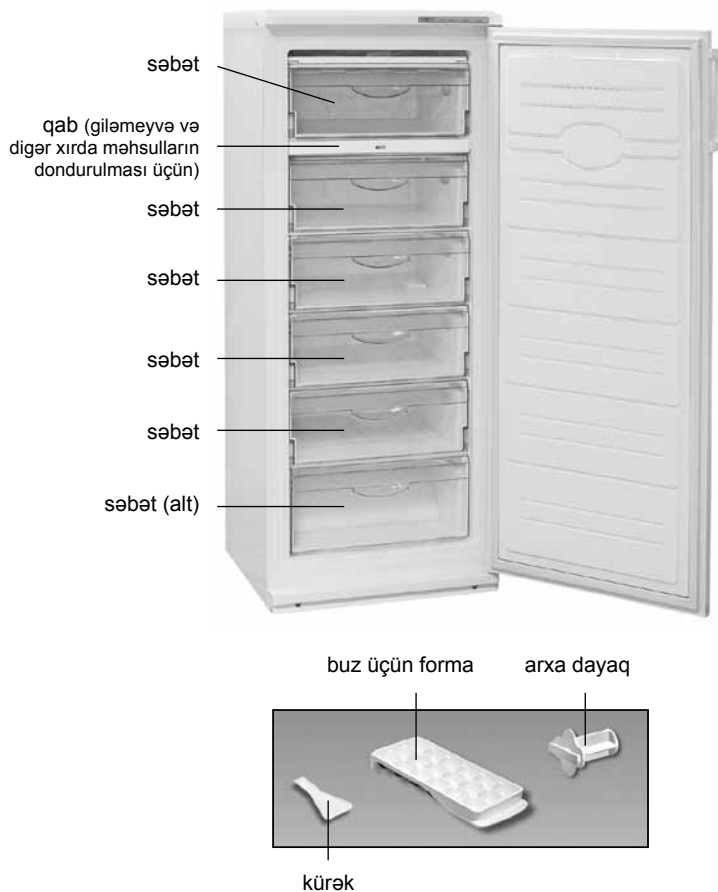 səbət
qab (giləmeyvə və
digər xırda məhsulların
dondurulması üçün)
səbət
səbət
səbət
səbət
səbət (alt)
buz üçün forma
arxa dayaq
kürək